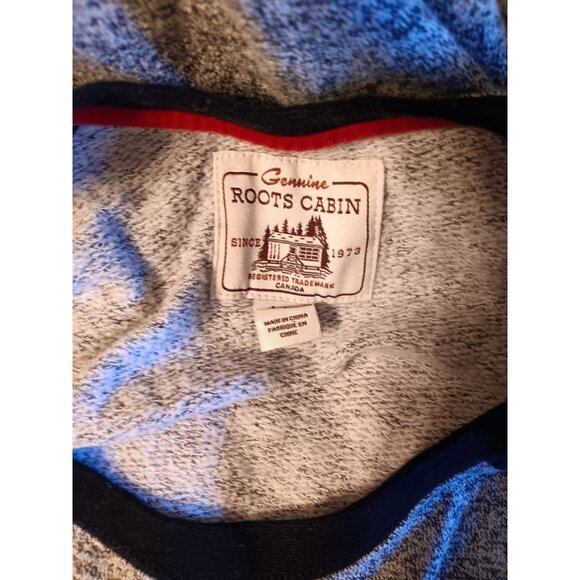 Genuine
ROOTS CABIN
SINCE 1973
REGISTERED TRADEMARK
CANADA
MADE IN CHINA
FABRIQUÉ EN
CHINE